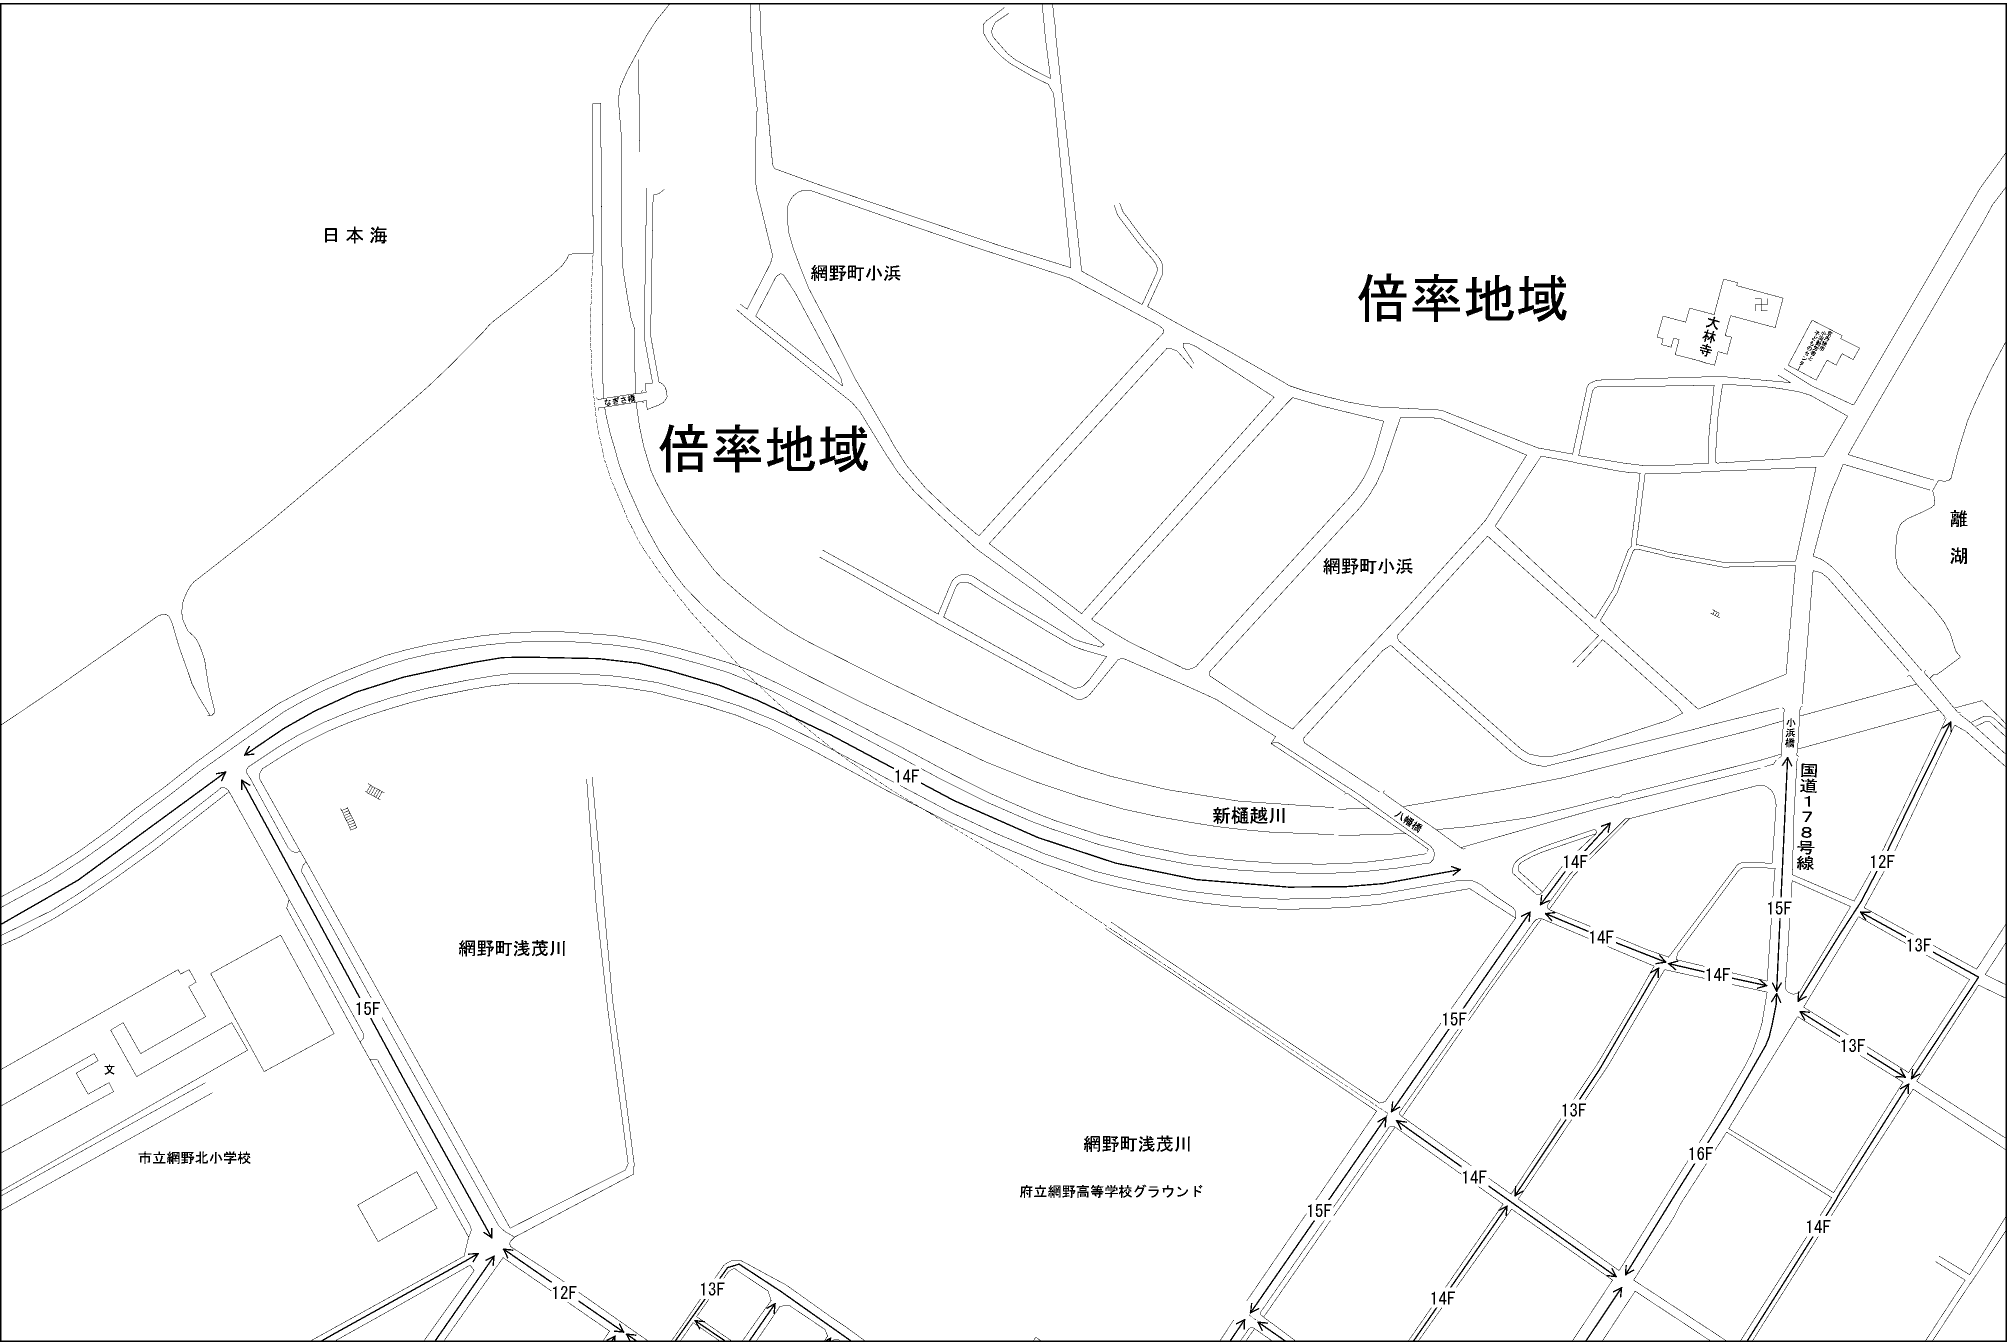 日本海
網野町小浜
倍率地域
大林寺
なぎさ橋
倍率地域
離湖
網野町小浜
小浜橋
国道178号線
14F
新樋越川
八幡橋
14F
12F
15F
14F
13F
網野町浅茂川
14F
15F
15F
13F
文
13F
網野町浅茂川
16F
市立網野北小学校
14F
府立網野高等学校グラウンド
15F
14F
13F
12F
14F